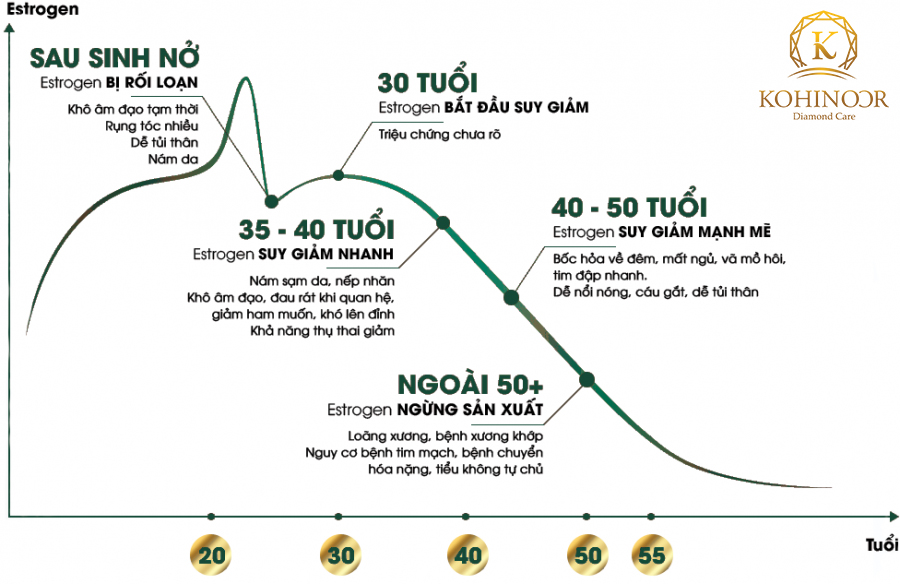 Estrogen
KOHINOOR
Diamond Care
SAU SINH NỞ
Estrogen BỊ RỐI LOẠN
Khô âm đạo tạm thời
Rụng tóc nhiều
Dễ tủi thân
Nám da
30 TUỔI
Estrogen BẮT ĐẦU SUY GIẢM
Triệu chứng chưa rõ
35 - 40 TUỔI
Estrogen SUY GIẢM NHANH
Nám sạm da, nếp nhăn
Khô âm đạo, đau rát khi quan hệ,
giảm ham muốn, khó lên đỉnh
Khả năng thụ thai giảm
40 - 50 TUỔI
Estrogen SUY GIẢM MẠNH MẼ
Bốc hỏa về đêm, mất ngủ, vã mồ hôi,
tim đập nhanh.
Dễ nổi nóng, cáu gắt, dễ tủi thân
NGOÀI 50+
Estrogen NGỪNG SẢN XUẤT
Loãng xương, bệnh xương khớp
Nguy cơ bệnh tim mạch, bệnh chuyển
hóa nặng, tiểu không tự chủ
20
30
40
50
55
Tuổi